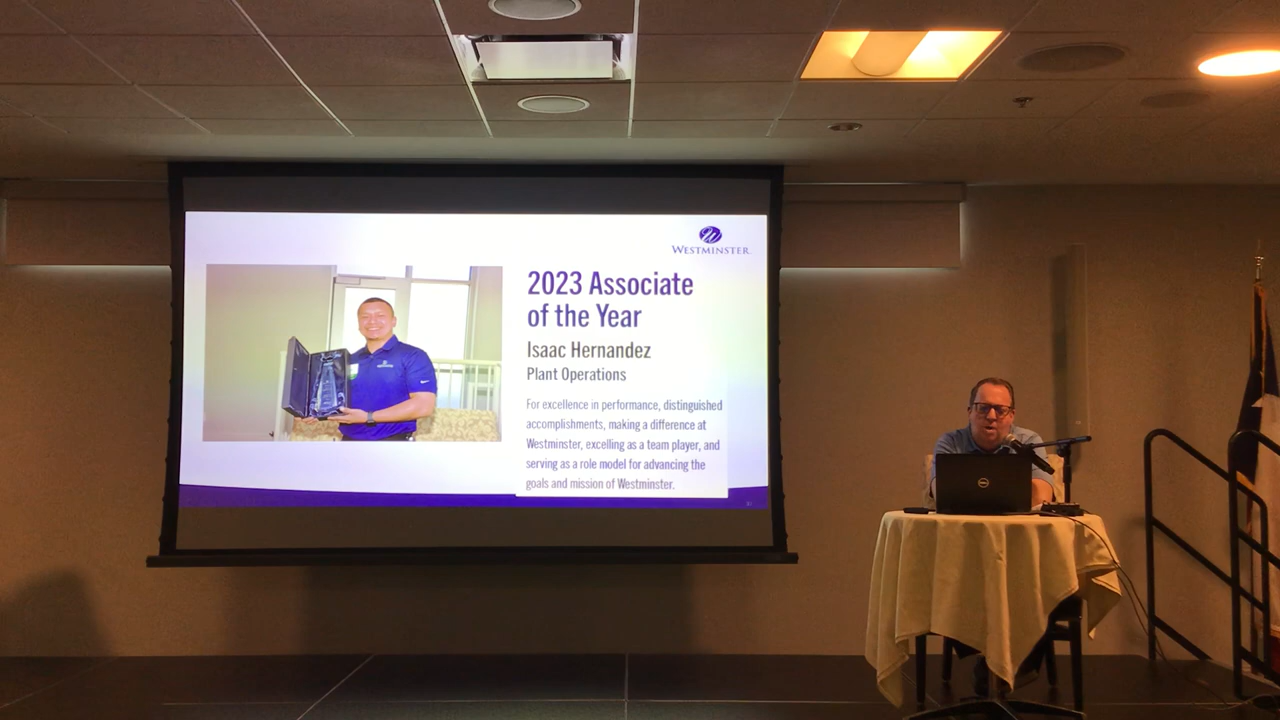 WESTMINSTER
2023 Associate
of the Year
Isaac Hernandez
Plant Operations
For excellence in performance, distinguished
accomplishments, making a difference at
Westminster, excelling as a team player, and
serving as a role model for advancing the
goals and mission of Westminster.
DELL